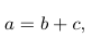 a = b + c,